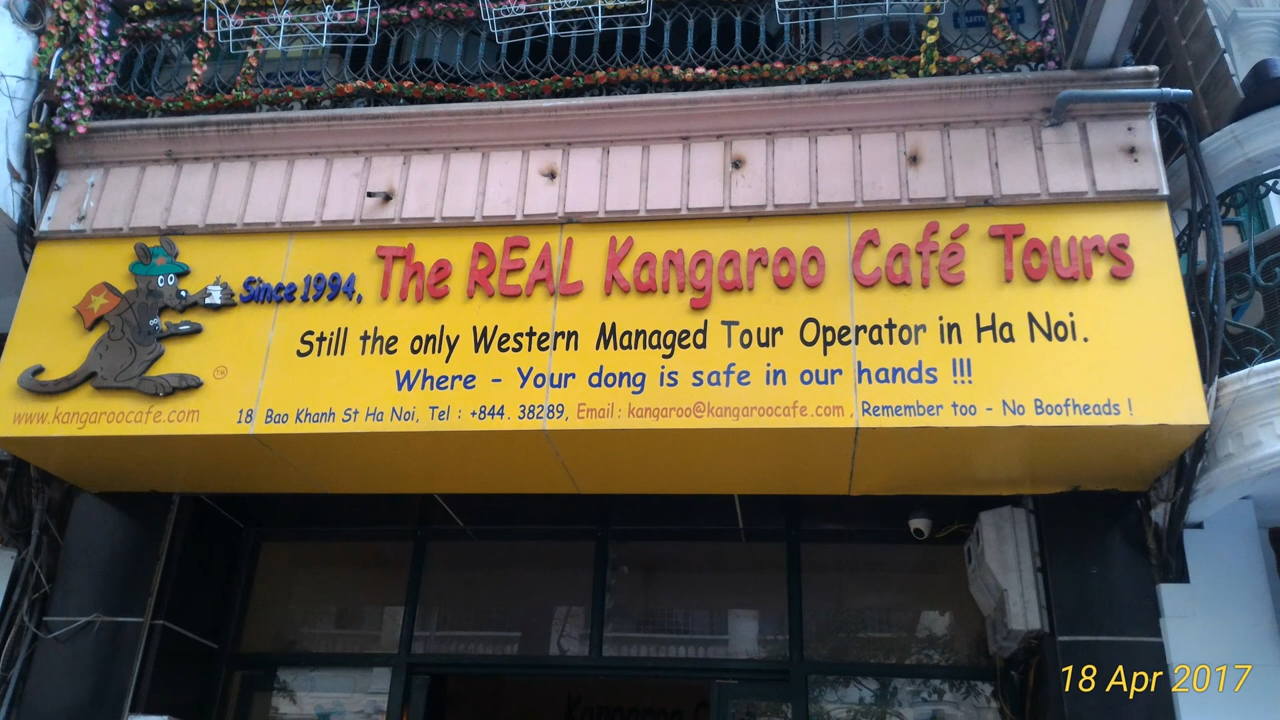 Since 1994, The REAL Kangaroo Café Tours
Still the only Western Managed Tour Operator in Ha Noi.
Where - Your dong is safe in our hands !!!
TM
www.kangaroocafe.com
18 Bao Khanh St Ha Noi, Tel : +844. 38289, Email : kangaroo@kangaroocafe.com , Remember too - No Boofheads !
Kangaroo
18 Apr 2017